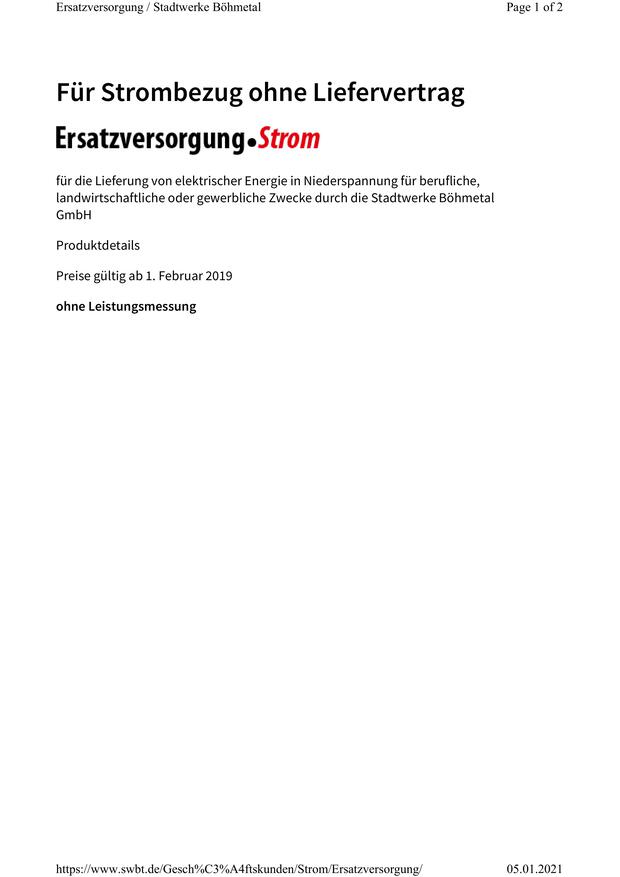 Ersatzversorgung / Stadtwerke Böhmetal Page 1 of 2
Für Strombezug ohne Liefervertrag
Ersatzversorgung•Strom
für die Lieferung von elektrischer Energie in Niederspannung für berufliche,
landwirtschaftliche oder gewerbliche Zwecke durch die Stadtwerke Böhmetal
GmbH
Produktdetails
Preise gültig ab 1. Februar 2019
ohne Leistungsmessung
https://www.swbt.de/Gesch%C3%A4ftskunden/Strom/Ersatzversorgung/ 05.01.2021